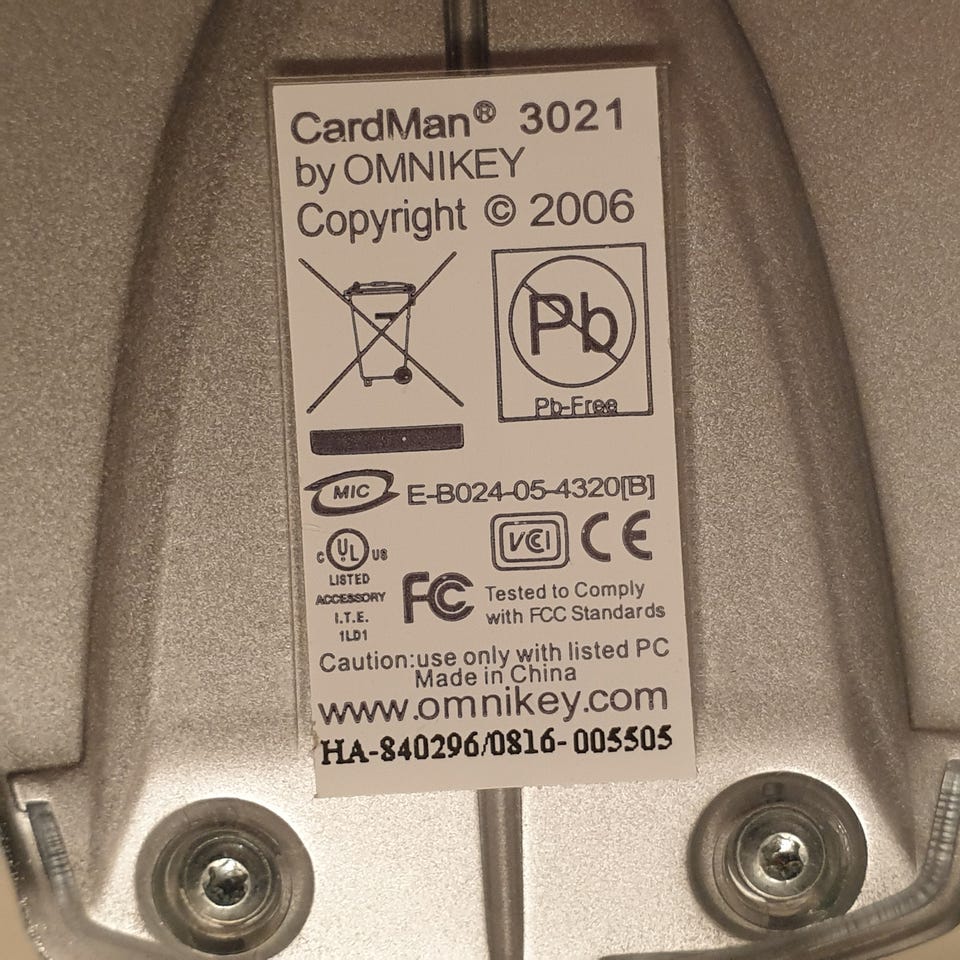 CardMan® 3021
by OMNIKEY
Copyright © 2006
Pb
Pb-Free
MIC E-B024-05-4320[B]
VCI CE
c UL US
LISTED
ACCESSORY
I.T.E.
1LD1
FC Tested to Comply
with FCC Standards
Caution:use only with listed PC
Made in China
www.omnikey.com
HA-840296/0816-005505